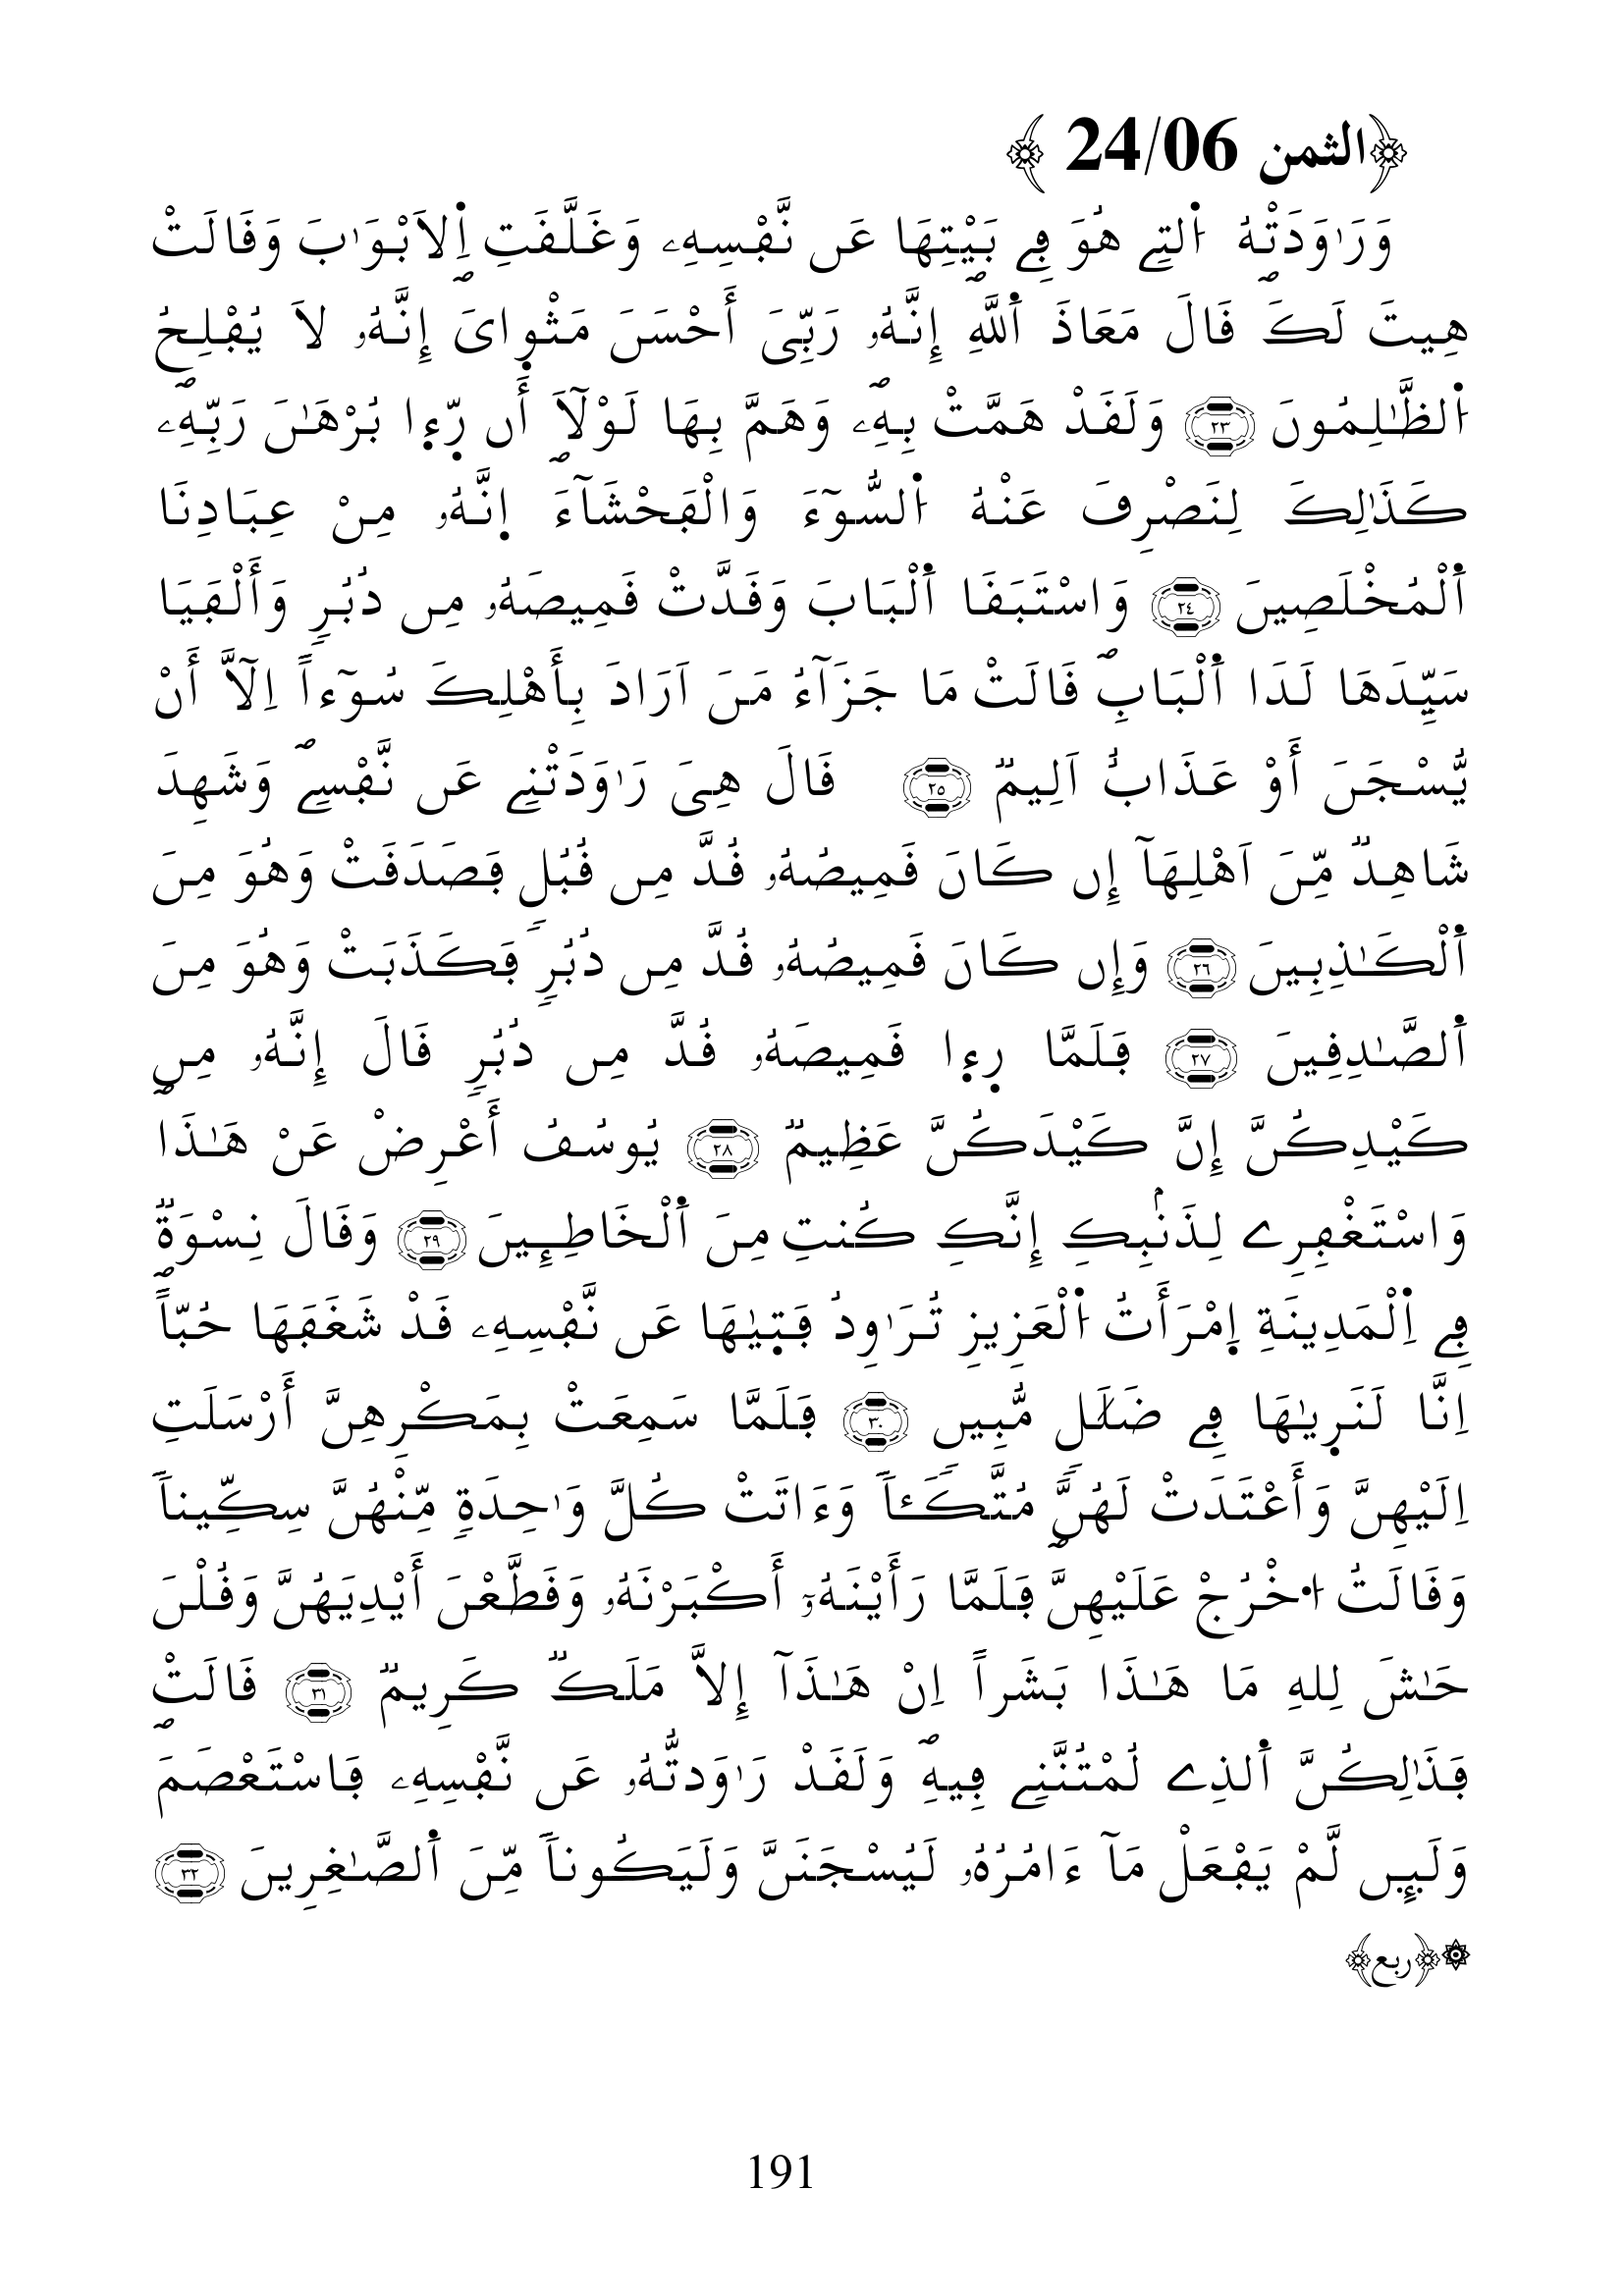 ﴿الثمن 24/06 ﴾
وَرَٰوَدَتْهُ اُ۬لتِے هُوَ فِے بَيْتِهَا عَن نَّفْسِهِۦ وَغَلَّقَتِ اِ۬لَابْوَٰبَ وَقَالَتْ
هِيتَ لَكَ قَالَ مَعَاذَ اَ۬للَّهِ إِنَّهُۥ رَبِّىَ أَحْسَنَ مَثْو۪اىَ إِنَّهُۥ لَا يُفْلِحُ
اُ۬لظَّٰلِمُونَ ٢٣ وَلَقَدْ هَمَّتْ بِهِۦۖ وَهَمَّ بِهَا لَوْلَآ أَن رّ۪ء۪ا بُرْهَٰنَ رَبِّهِۦۖ
كَذَٰلِكَ لِنَصْرِفَ عَنْهُ اُ۬لسُّوٓءَ وَالْفَحْشَآءَ ا۪نَّهُۥ مِنْ عِبَادِنَا
اَ۬لْمُخْلَصِينَ ٢٤ وَاسْتَبَقَا اَ۬لْبَابَ وَقَدَّتْ قَمِيصَهُۥ مِن دُبُرٖ وَأَلْفَيَا
سَيِّدَهَا لَدَا اَ۬لْبَابِۖ قَالَتْ مَا جَزَآءُ مَنَ اَرَادَ بِأَهْلِكَ سُوٓءاً اِلَّآ أَنْ
يُّسْجَنَ أَوْ عَذَابٌ اَلِيمٞ ٢٥ قَالَ هِىَ رَٰوَدَتْنِے عَن نَّفْسِےۖ وَشَهِدَ
شَاهِدٞ مِّنَ اَهْلِهَآ إِن كَانَ قَمِيصُهُۥ قُدَّ مِن قُبُلٖ فَصَدَقَتْ وَهُوَ مِنَ
اَ۬لْكَٰذِبِينَ ٢٦ وَإِن كَانَ قَمِيصُهُۥ قُدَّ مِن دُبُرٖ فَكَذَبَتْ وَهُوَ مِنَ
اَ۬لصَّٰدِقِينَ ٢٧ فَلَمَّا ر۪ء۪ا قَمِيصَهُۥ قُدَّ مِن دُبُرٖ قَالَ إِنَّهُۥ مِن
كَيْدِكُنَّ إِنَّ كَيْدَكُنَّ عَظِيمٞ ٢٨ يُوسُفُ أَعْرِضْ عَنْ هَٰذَا
وَاسْتَغْفِرِے لِذَنۢبِكِ إِنَّكِ كُنتِ مِنَ اَ۬لْخَاطِـِٕينَ ٢٩ وَقَالَ نِسْوَةٞ
فِے اِ۬لْمَدِينَةِ اِ۪مْرَأَتُ اُ۬لْعَزِيزِ تُرَٰوِدُ فَت۪يٰهَا عَن نَّفْسِهِۦ قَدْ شَغَفَهَا حُبّاً
اِنَّا لَنَر۪يٰهَا فِے ضَلَٰلٖ مُّبِينٖ ٣٠ فَلَمَّا سَمِعَتْ بِمَكْرِهِنَّ أَرْسَلَتِ
اِلَيْهِنَّ وَأَعْتَدَتْ لَهُنَّ مُتَّكَـٔاٗ وَءَاتَتْ كُلَّ وَٰحِدَةٖ مِّنْهُنَّ سِكِّيناٗ
وَقَالَتُ ا۟خْرُجْ عَلَيْهِنَّۖ فَلَمَّا رَأَيْنَهُۥٓ أَكْبَرْنَهُۥ وَقَطَّعْنَ أَيْدِيَهُنَّ وَقُلْنَ
حَٰشَ لِلهِ مَا هَٰذَا بَشَراً اِنْ هَٰذَآ إِلَّا مَلَكٞ كَرِيمٞ ٣١ قَالَتْ
فَذَٰلِكُنَّ اَ۬لذِے لُمْتُنَّنِے فِيهِۖ وَلَقَدْ رَٰوَدتُّهُۥ عَن نَّفْسِهِۦ فَاسْتَعْصَمَۖ
وَلَئِن لَّمْ يَفْعَلْ مَآ ءَامُرُهُۥ لَيُسْجَنَنَّ وَلَيَكُوناٗ مِّنَ اَ۬لصَّٰغِرِينَ ٣٢
۞﴿ربع﴾
191